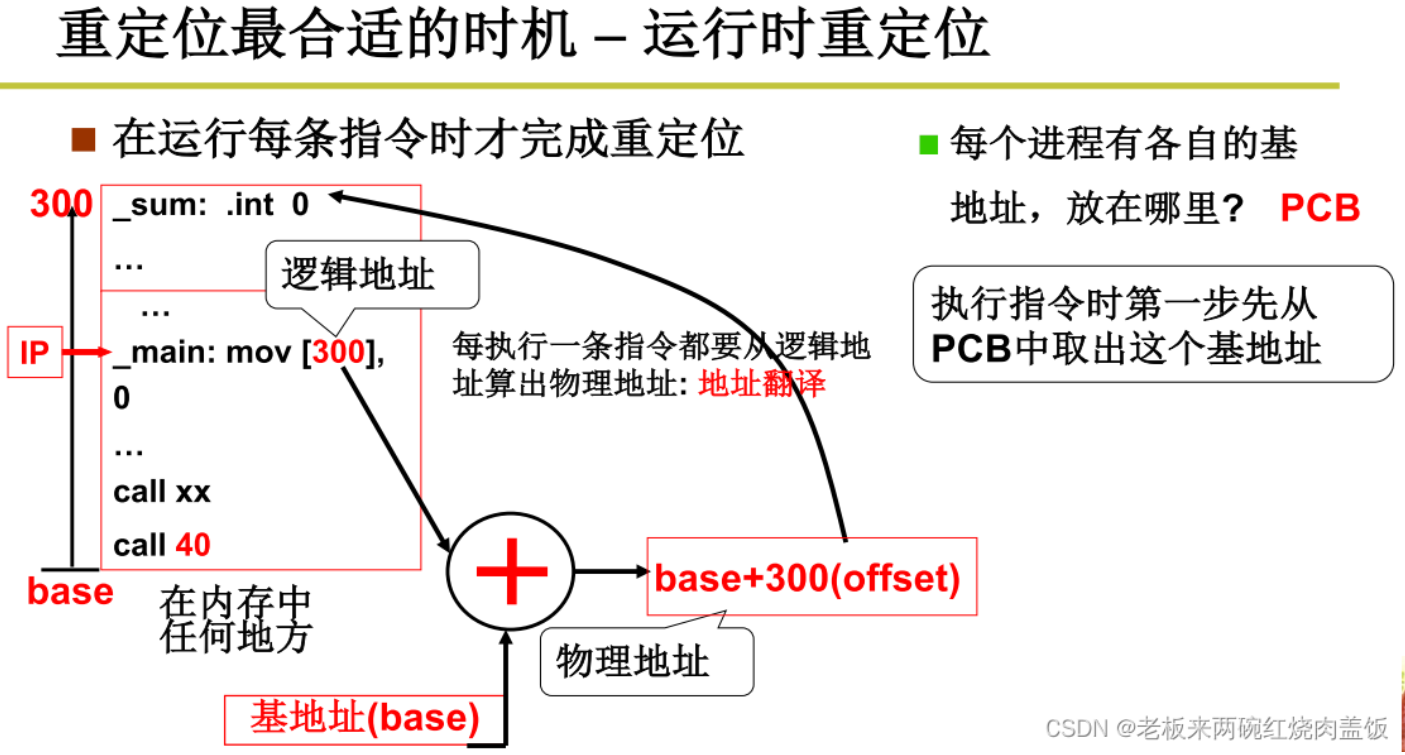 重定位最合适的时机 – 运行时重定位
在运行每条指令时才完成重定位
300
_sum: .int 0
...
逻辑地址
...
IP
_main: mov [300],
0
...
call xx
call 40
base
在内存中
任何地方
每执行一条指令都要从逻辑地
址算出物理地址: 地址翻译
+
base+300(offset)
物理地址
基地址(base)
每个进程有各自的基
地址，放在哪里? PCB
执行指令时第一步先从
PCB中取出这个基地址
CSDN @老板来两碗红烧肉盖饭